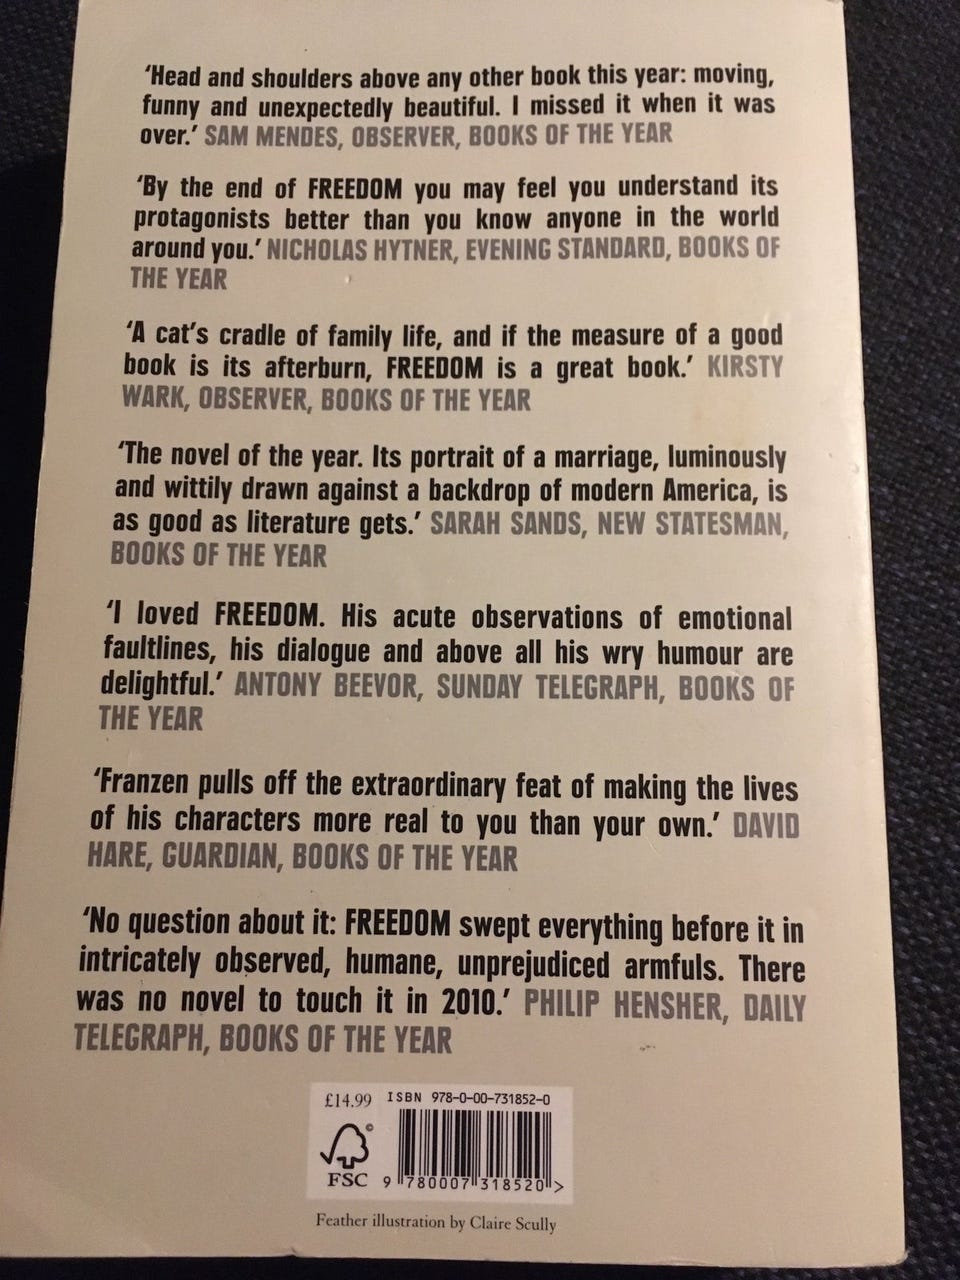 ‘Head and shoulders above any other book this year: moving,
funny and unexpectedly beautiful. I missed it when it was
over.’ SAM MENDES, OBSERVER, BOOKS OF THE YEAR
‘By the end of FREEDOM you may feel you understand its
protagonists better than you know anyone in the world
around you.’ NICHOLAS HYTNER, EVENING STANDARD, BOOKS OF
THE YEAR
‘A cat’s cradle of family life, and if the measure of a good
book is its afterburn, FREEDOM is a great book.’ KIRSTY
WARK, OBSERVER, BOOKS OF THE YEAR
‘The novel of the year. Its portrait of a marriage, luminously
and wittily drawn against a backdrop of modern America, is
as good as literature gets.’ SARAH SANDS, NEW STATESMAN,
BOOKS OF THE YEAR
‘I loved FREEDOM. His acute observations of emotional
faultlines, his dialogue and above all his wry humour are
delightful.’ ANTONY BEEVOR, SUNDAY TELEGRAPH, BOOKS OF
THE YEAR
‘Franzen pulls off the extraordinary feat of making the lives
of his characters more real to you than your own.’ DAVID
HARE, GUARDIAN, BOOKS OF THE YEAR
‘No question about it: FREEDOM swept everything before it in
intricately observed, humane, unprejudiced armfuls. There
was no novel to touch it in 2010.’ PHILIP HENSHER, DAILY
TELEGRAPH, BOOKS OF THE YEAR
£14.99 ISBN 978-0-00-731852-0
©
FSC 9 780007 318520 >
Feather illustration by Claire Scully